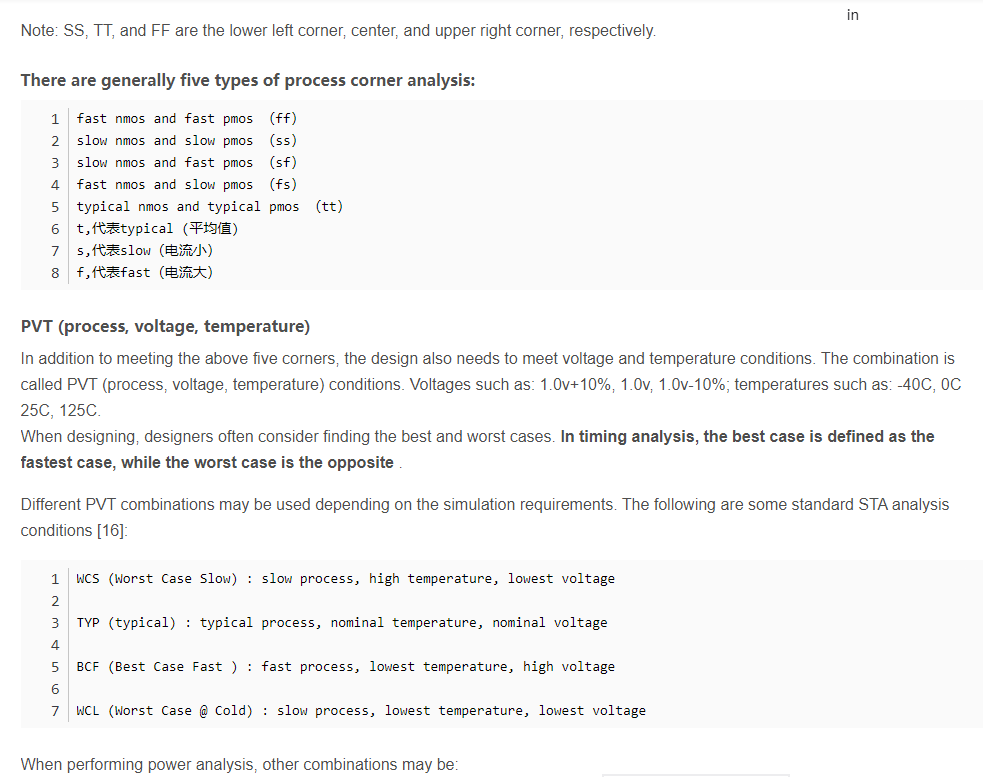 in
Note: SS, TT, and FF are the lower left corner, center, and upper right corner, respectively.
There are generally five types of process corner analysis:
1 fast nmos and fast pmos (ff)
2 slow nmos and slow pmos (ss)
3 slow nmos and fast pmos (sf)
4 fast nmos and slow pmos (fs)
5 typical nmos and typical pmos (tt)
6 t,代表typical (平均值)
7 s,代表slow (电流小)
8 f,代表fast (电流大)
PVT (process, voltage, temperature)
In addition to meeting the above five corners, the design also needs to meet voltage and temperature conditions. The combination is
called PVT (process, voltage, temperature) conditions. Voltages such as: 1.0v+10%, 1.0v, 1.0v-10%; temperatures such as: -40C, 0C
25C, 125C.
When designing, designers often consider finding the best and worst cases. In timing analysis, the best case is defined as the
fastest case, while the worst case is the opposite .
Different PVT combinations may be used depending on the simulation requirements. The following are some standard STA analysis
conditions [16]:
1 WCS (Worst Case Slow) : slow process, high temperature, lowest voltage
2
3 TYP (typical) : typical process, nominal temperature, nominal voltage
4
5 BCF (Best Case Fast ) : fast process, lowest temperature, high voltage
6
7 WCL (Worst Case @ Cold) : slow process, lowest temperature, lowest voltage
When performing power analysis, other combinations may be: